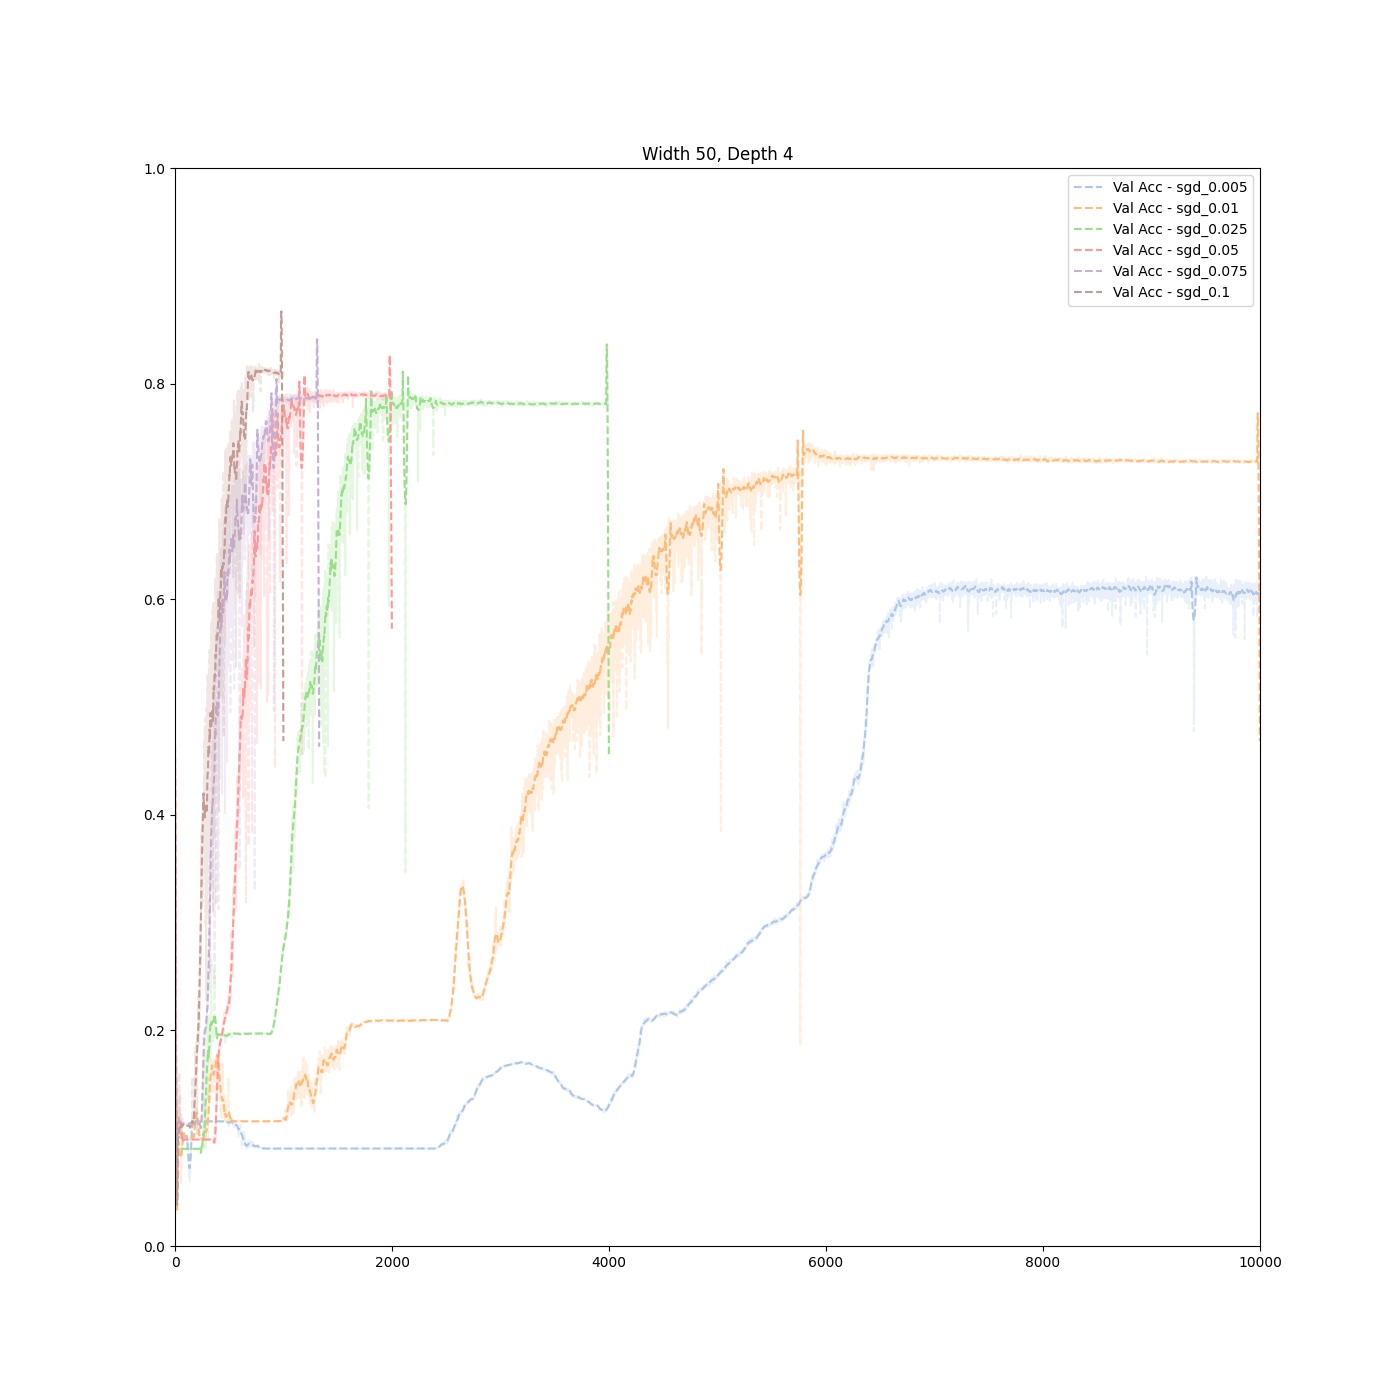 Width 50, Depth 4
1.0
0.8
0.6
0.4
0.2
0.0
0
2000
4000
6000
8000
10000
Val Acc - sgd_0.005
Val Acc - sgd_0.01
Val Acc - sgd_0.025
Val Acc - sgd_0.05
Val Acc - sgd_0.075
Val Acc - sgd_0.1